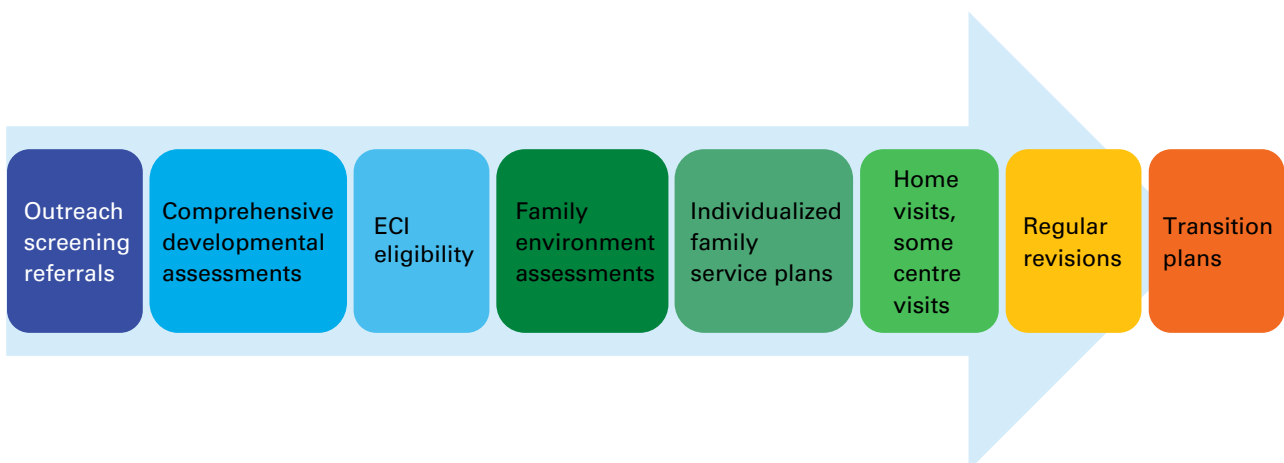 Outreach
screening
referrals
Comprehensive
developmental
assessments
ECI
eligibility
Family
environment
assessments
Individualized
family
service plans
Home
visits,
some
centre
visits
Regular
revisions
Transition
plans